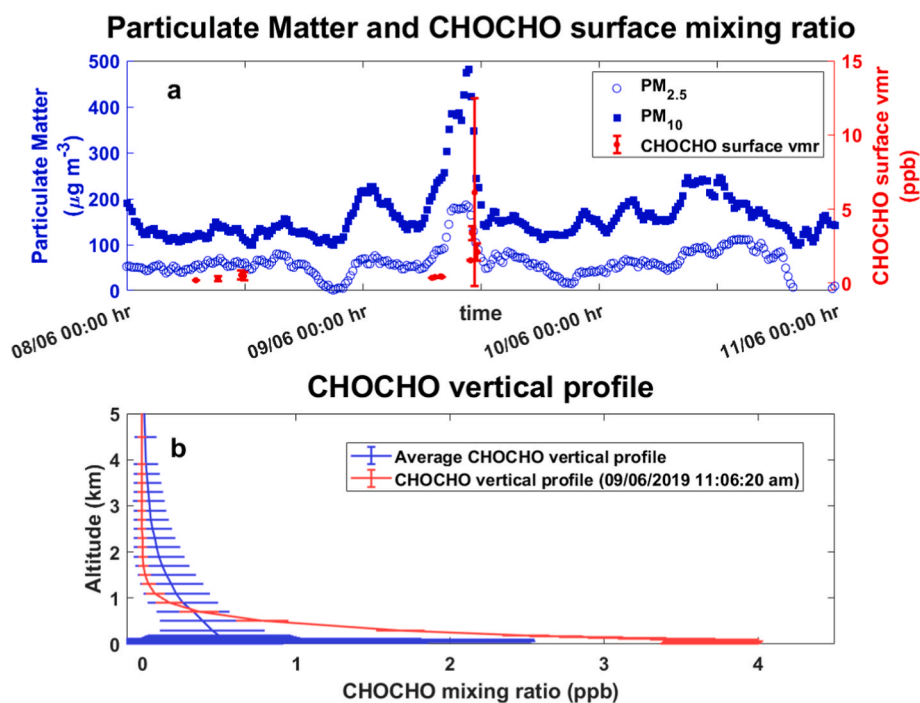 Particulate Matter and CHOCHO surface mixing ratio
a
Particulate Matter
(μg m⁻³)
500
400
300
200
100
0
PM₂.₅
PM₁₀
CHOCHO surface vmr
15
10
5
0
CHOCHO surface vmr
(ppb)
08/06 00:00 hr
09/06 00:00 hr
time
10/06 00:00 hr
11/06 00:00 hr
CHOCHO vertical profile
b
Altitude (km)
5
4
3
2
1
0
Average CHOCHO vertical profile
CHOCHO vertical profile (09/06/2019 11:06:20 am)
0 1 2 3 4
CHOCHO mixing ratio (ppb)